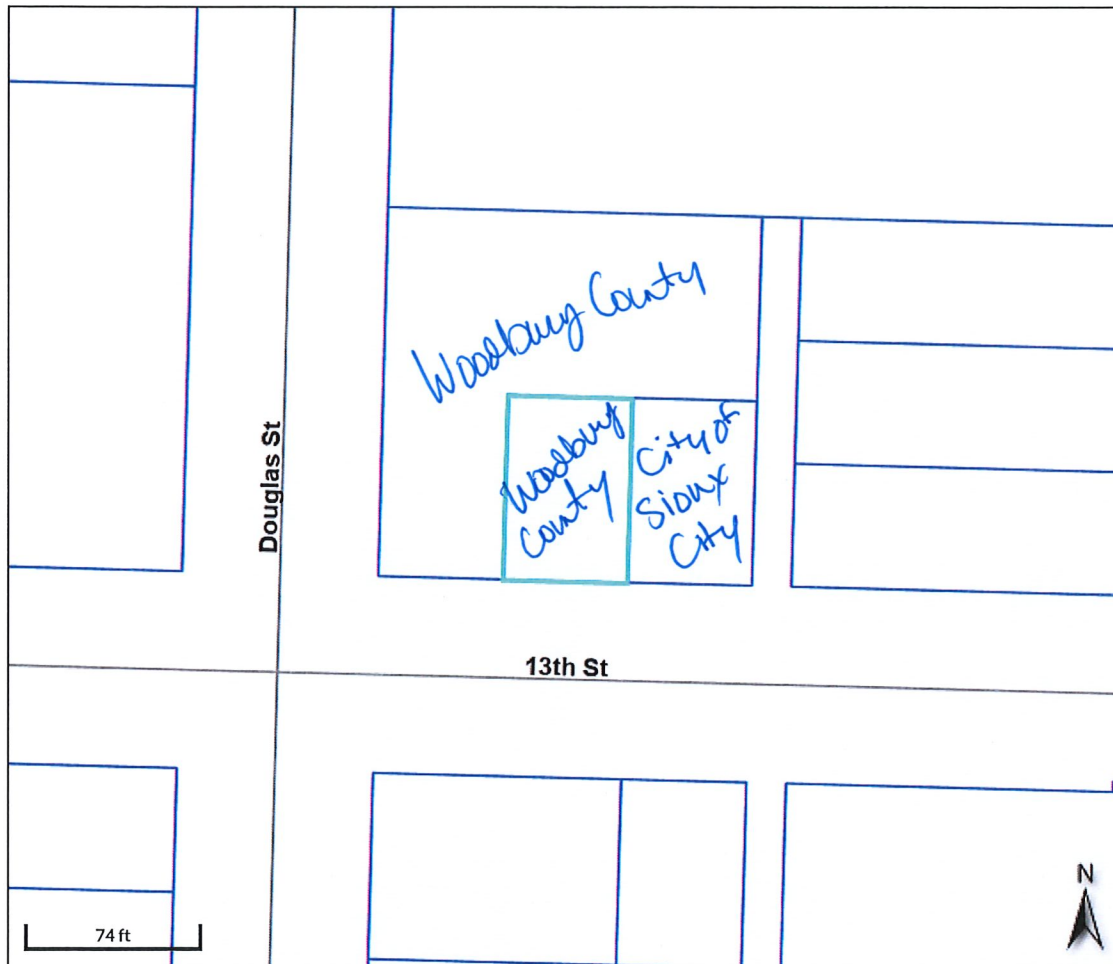 Woodbury County
Woodbury
County
City of
Sioux
City
Douglas St
13th St
N
74 ft